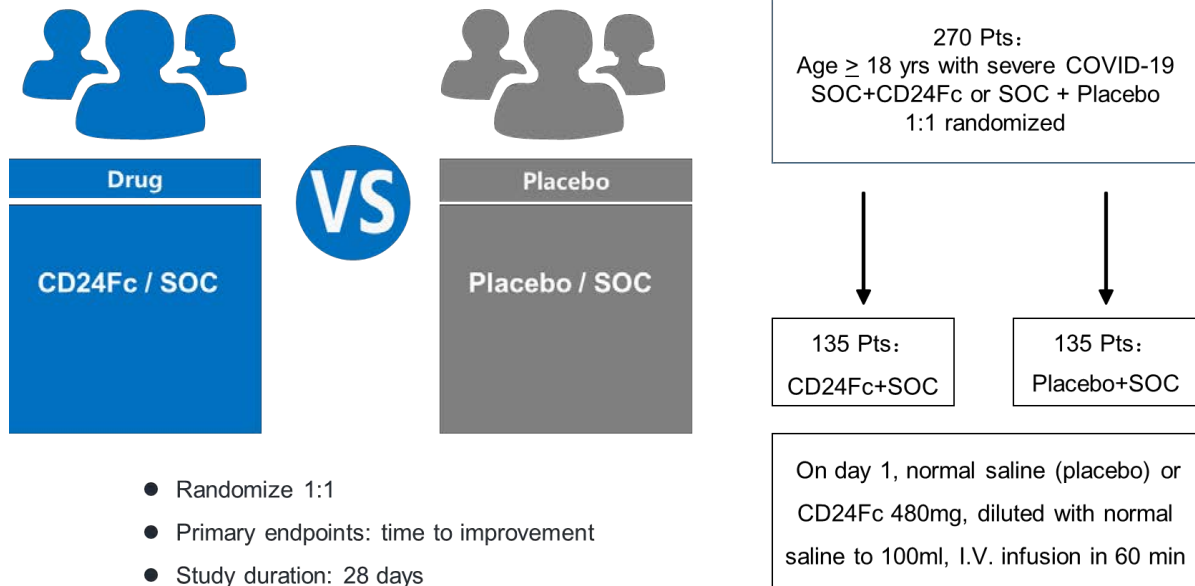 Drug
CD24Fc / SOC
VS
Placebo
Placebo / SOC
● Randomize 1:1
● Primary endpoints: time to improvement
● Study duration: 28 days
270 Pts：
Age ≥ 18 yrs with severe COVID-19
SOC+CD24Fc or SOC + Placebo
1:1 randomized
135 Pts：
CD24Fc+SOC
135 Pts：
Placebo+SOC
On day 1, normal saline (placebo) or
CD24Fc 480mg, diluted with normal
saline to 100ml, I.V. infusion in 60 min